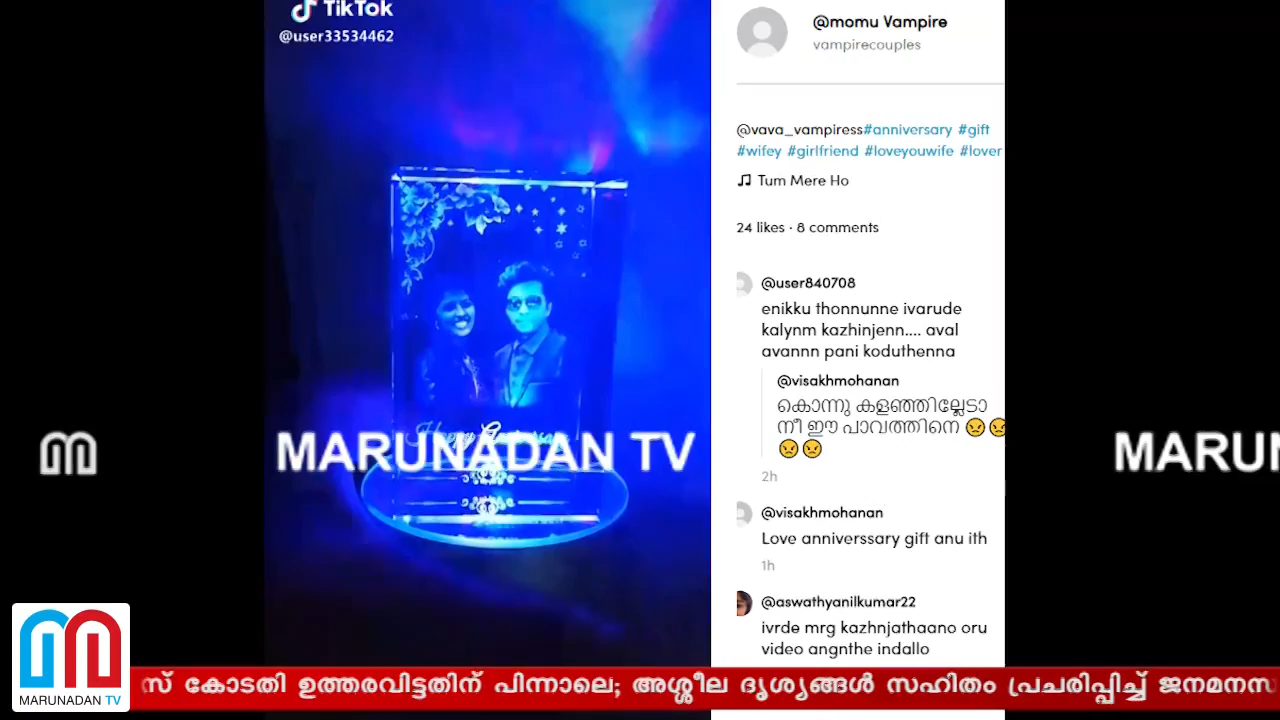 TikTok
@user33534462
@momu Vampire
vampirecouples
@vava_vampiress#anniversary #gift
#wifey #girlfriend #loveyouwife #lover
Tum Mere Ho
24 likes · 8 comments
@user840708
enikku thonnunne ivarude
kalynm kazhinjenn.... aval
avannn pani koduthenna
@visakhmohanan
കൊന്നു കളഞ്ഞില്ലേടാ
നീ ഈ പാവത്തിനെ 😠😠
😠😠
2h
@visakhmohanan
Love anniverssary gift anu ith
1h
@aswathyanilkumar22
ivrde mrg kazhnjathaano oru
video angnthe indallo
MARUNADAN TV
MARUN
MARUNADAN TV
സ് കോടതി ഉത്തരവിട്ടതിന് പിന്നാലെ; അശ്ലീല ദൃശ്യങ്ങൾ സഹിതം പ്രചരിപ്പിച്ച് ജനമനസ